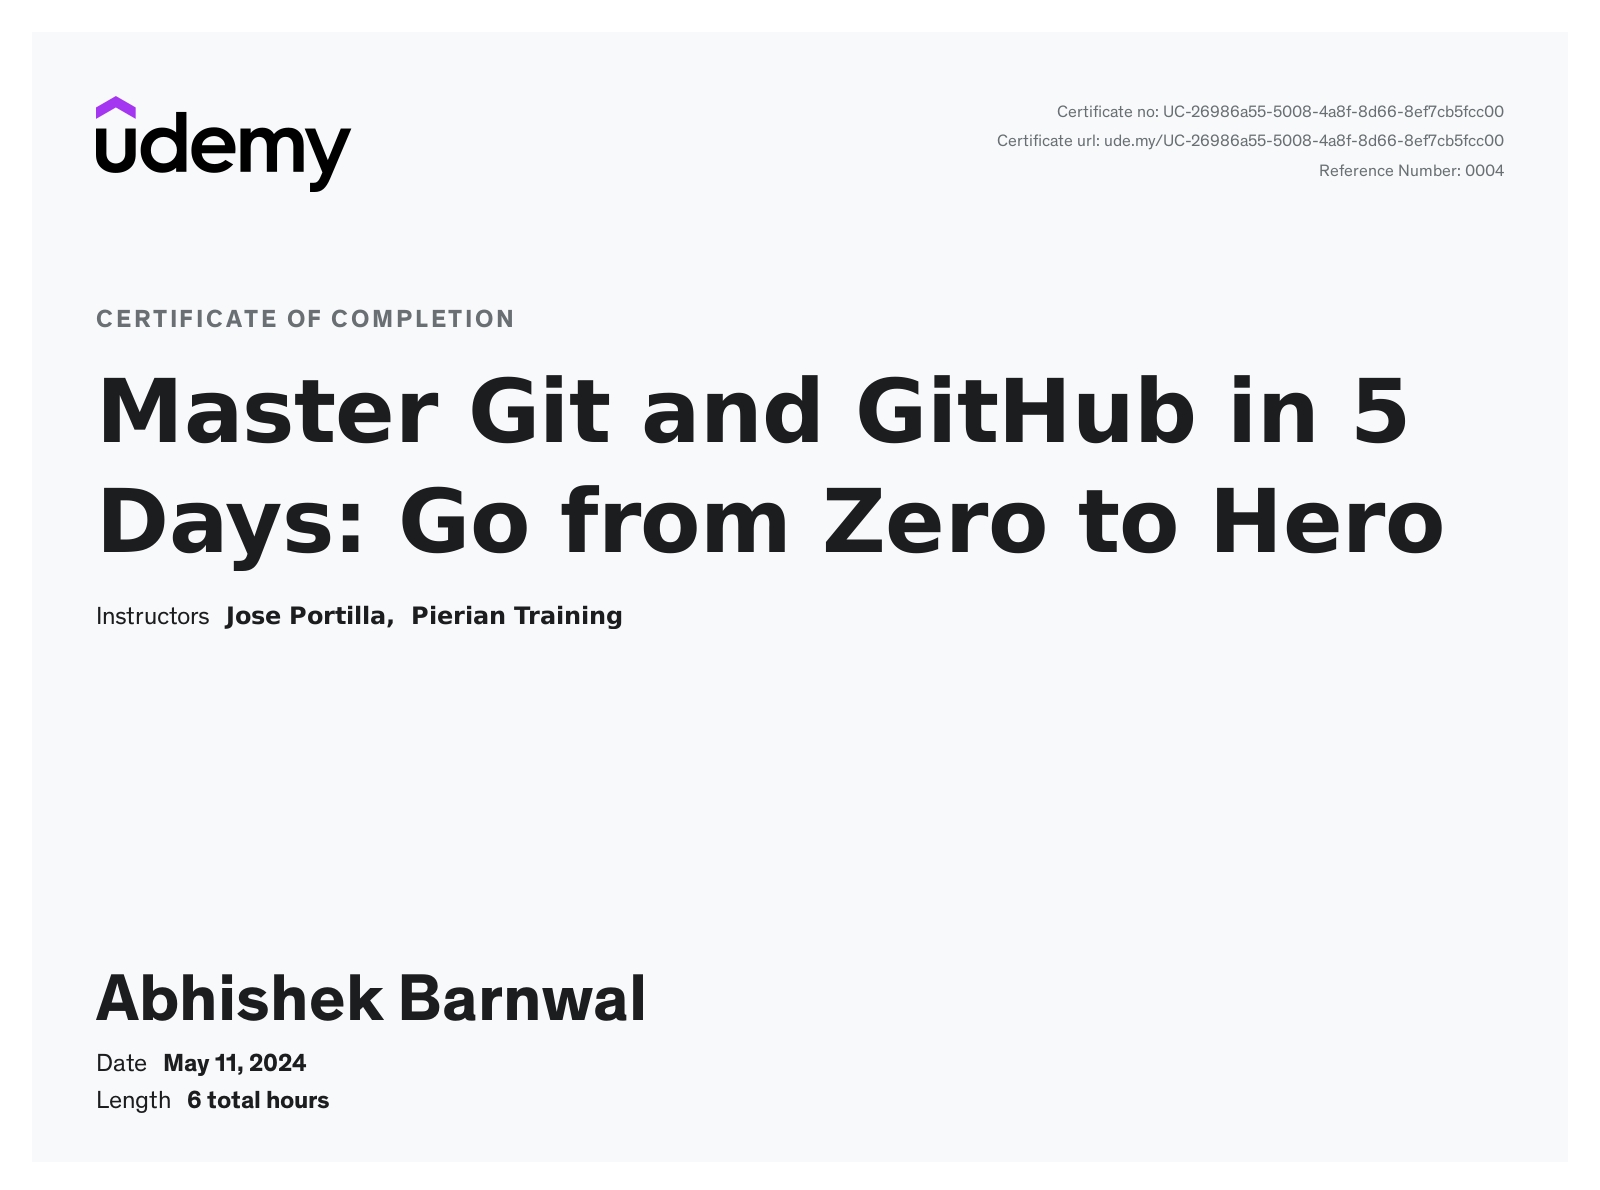 udemy
Certificate no: UC-26986a55-5008-4a8f-8d66-8ef7cb5fcc00
Certificate url: ude.my/UC-26986a55-5008-4a8f-8d66-8ef7cb5fcc00
Reference Number: 0004
CERTIFICATE OF COMPLETION
Master Git and GitHub in 5
Days: Go from Zero to Hero
Instructors Jose Portilla, Pierian Training
Abhishek Barnwal
Date May 11, 2024
Length 6 total hours